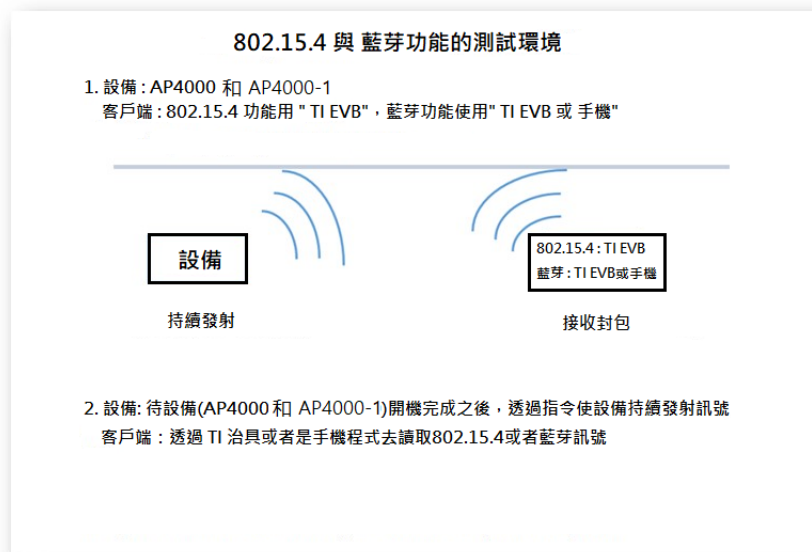 802.15.4 與 藍芽功能的測試環境
1. 設備 : AP4000 和 AP4000-1
客戶端 : 802.15.4 功能用 " TI EVB"，藍芽功能使用" TI EVB 或 手機"
設備
802.15.4 : TI EVB
藍芽 : TI EVB或手機
持續發射
接收封包
2. 設備: 待設備(AP4000 和 AP4000-1)開機完成之後，透過指令使設備持續發射訊號
客戶端：透過 TI 治具或者是手機程式去讀取802.15.4或者藍芽訊號